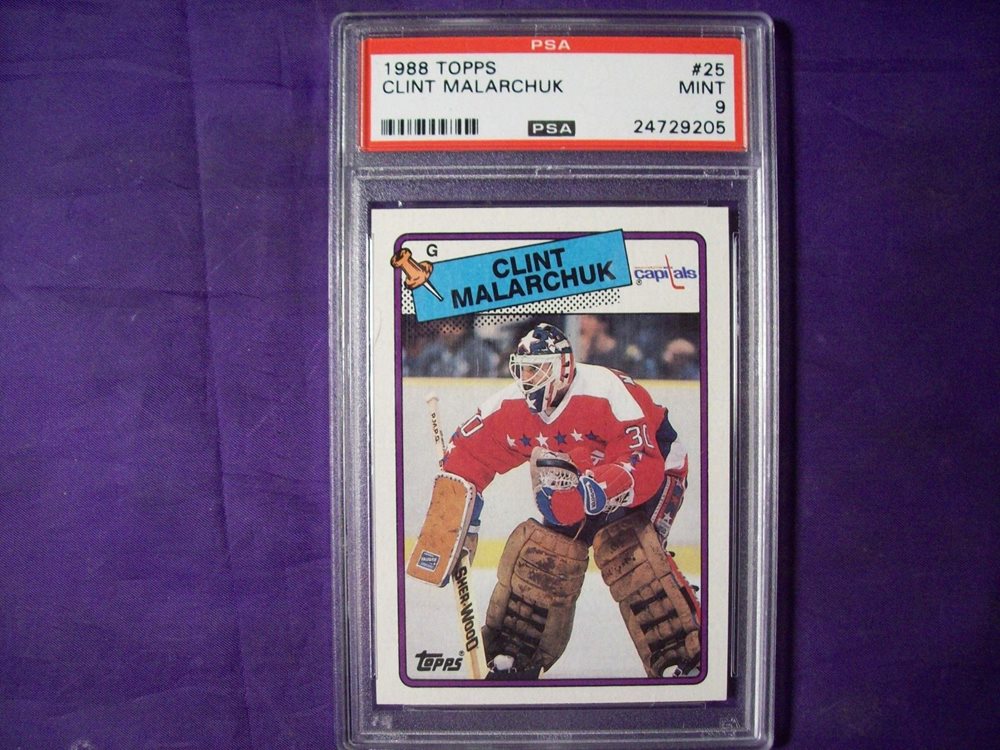 PSA
1988 TOPPS #25
CLINT MALARCHUK MINT
9
PSA 24729205
G
CLINT
MALARCHUK
capitals
®
30
30
SHER-WOOD
Topps®